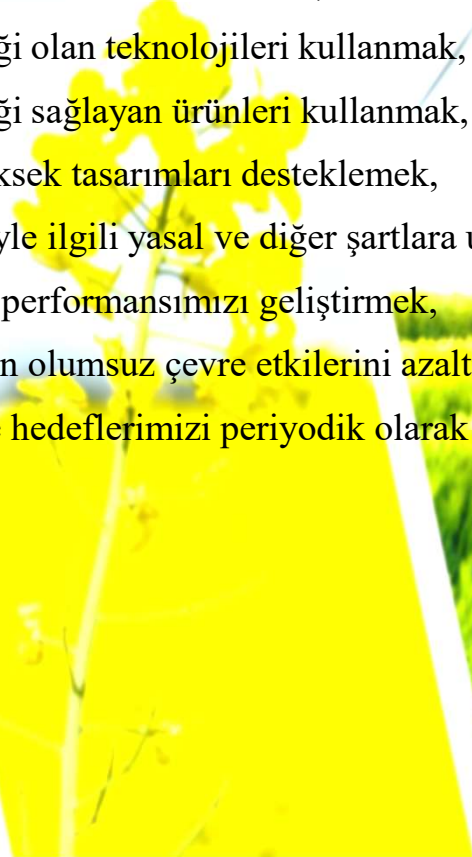 ği olan teknolojileri kullanmak,
ği sağlayan ürünleri kullanmak,
ksek tasarımları desteklemek,
yle ilgili yasal ve diğer şartlara u
performansımızı geliştirmek,
n olumsuz çevre etkilerini azalt
hedeflerimizi periyodik olarak